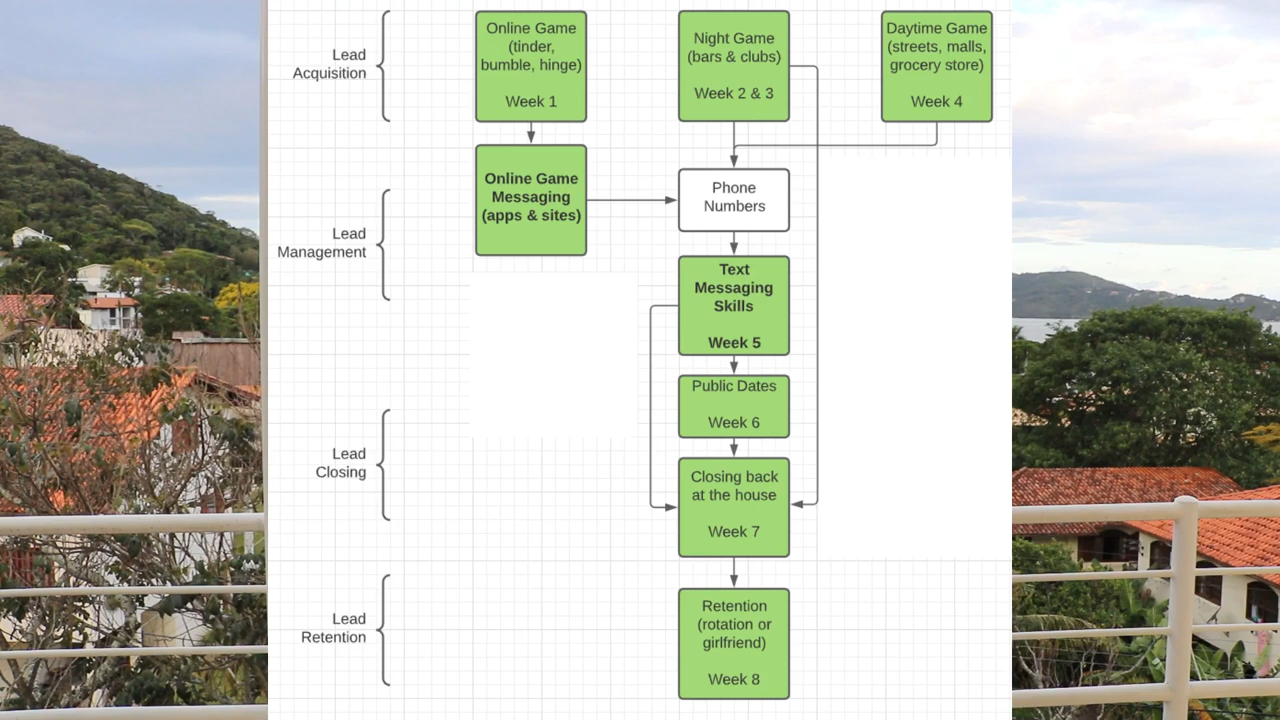 Lead
Acquisition
Online Game
(tinder,
bumble, hinge)
Week 1
Night Game
(bars & clubs)
Week 2 & 3
Daytime Game
(streets, malls,
grocery store)
Week 4
Lead
Management
Online Game
Messaging
(apps & sites)
Phone
Numbers
Text
Messaging
Skills
Week 5
Lead
Closing
Public Dates
Week 6
Closing back
at the house
Week 7
Lead
Retention
Retention
(rotation or
girlfriend)
Week 8